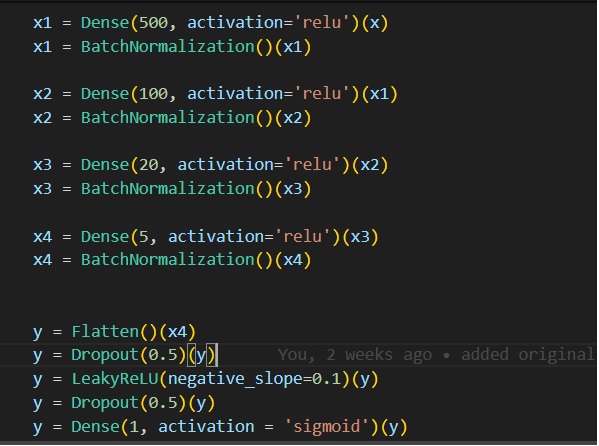 x1 = Dense(500, activation='relu')(x)
x1 = BatchNormalization()(x1)
x2 = Dense(100, activation='relu')(x1)
x2 = BatchNormalization()(x2)
x3 = Dense(20, activation='relu')(x2)
x3 = BatchNormalization()(x3)
x4 = Dense(5, activation='relu')(x3)
x4 = BatchNormalization()(x4)
y = Flatten()(x4)
y = Dropout(0.5)(y) You, 2 weeks ago • added original
y = LeakyReLU(negative_slope=0.1)(y)
y = Dropout(0.5)(y)
y = Dense(1, activation = 'sigmoid')(y)